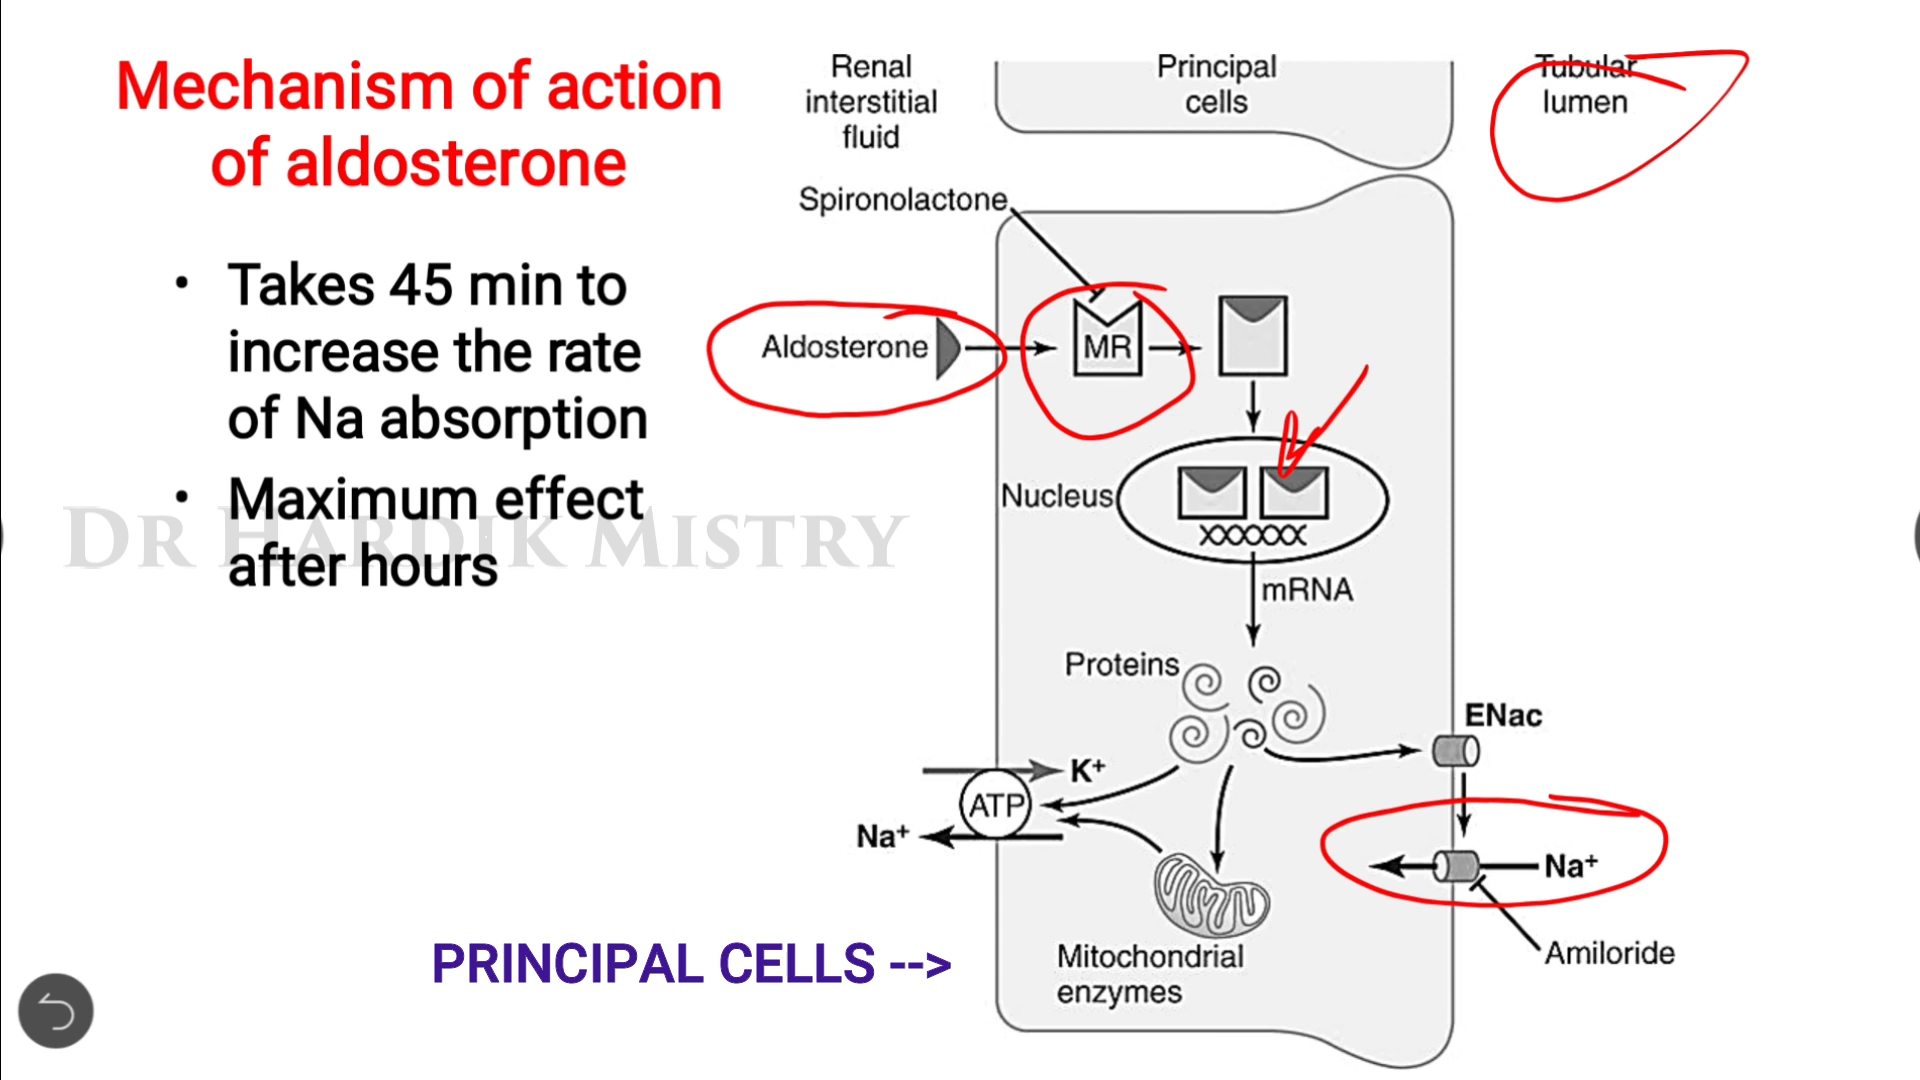 Mechanism of action
of aldosterone
• Takes 45 min to
increase the rate
of Na absorption
• Maximum effect
after hours
DR HARDIK MISTRY
PRINCIPAL CELLS -->
Renal
interstitial
fluid
Principal
cells
Tubular
lumen
Spironolactone
Aldosterone
MR
Nucleus
mRNA
Proteins
ENac
K+
ATP
Na+
Na+
Amiloride
Mitochondrial
enzymes